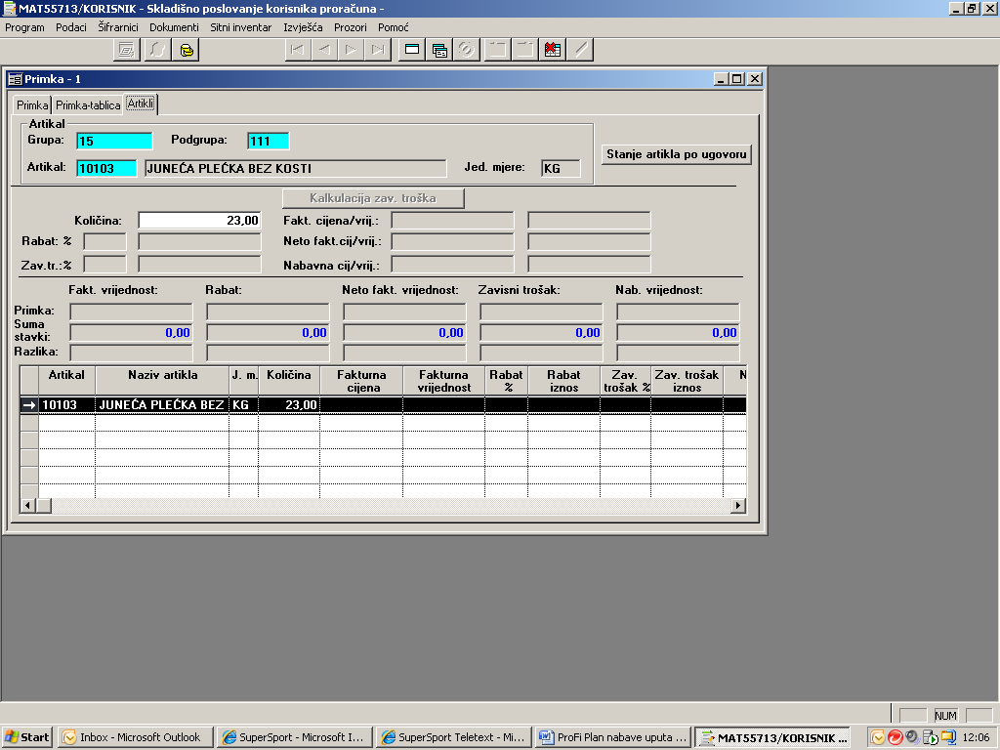 MAT55713/KORISNIK - Skladišno poslovanje korisnika proračuna -
Program Podaci Šifrarnici Dokumenti Sitni inventar Izvješća Prozori Pomoć
Primka - 1
Primka Primka-tablica Artikli
Artikal
Grupa: 15 Podgrupa: 111
Artikal: 10103 JUNEĆA PLEĆKA BEZ KOSTI Jed. mjere: KG
Stanje artikla po ugovoru
Kalkulacija zav. troška
Količina: 23,00 Fakt. cijena/vrij.:
Rabat: % Neto fakt.cij/vrij.:
Zav.tr.:% Nabavna cij/vrij.:
Fakt. vrijednost: Rabat: Neto fakt. vrijednost: Zavisni trošak: Nab. vrijednost:
Primka:
Suma
stavki: 0,00 0,00 0,00 0,00 0,00
Razlika:
Artikal Naziv artikla J. m. Količina Fakturna cijena Fakturna vrijednost Rabat % Rabat iznos Zav. trošak % Zav. trošak iznos N
10103 JUNEĆA PLEĆKA BEZ KG 23,00
NUM
Start Inbox - Microsoft Outlook SuperSport - Microsoft I... SuperSport Teletext - Mi... ProFi Plan nabave uputa ... MAT55713/KORISNIK ... 12:06